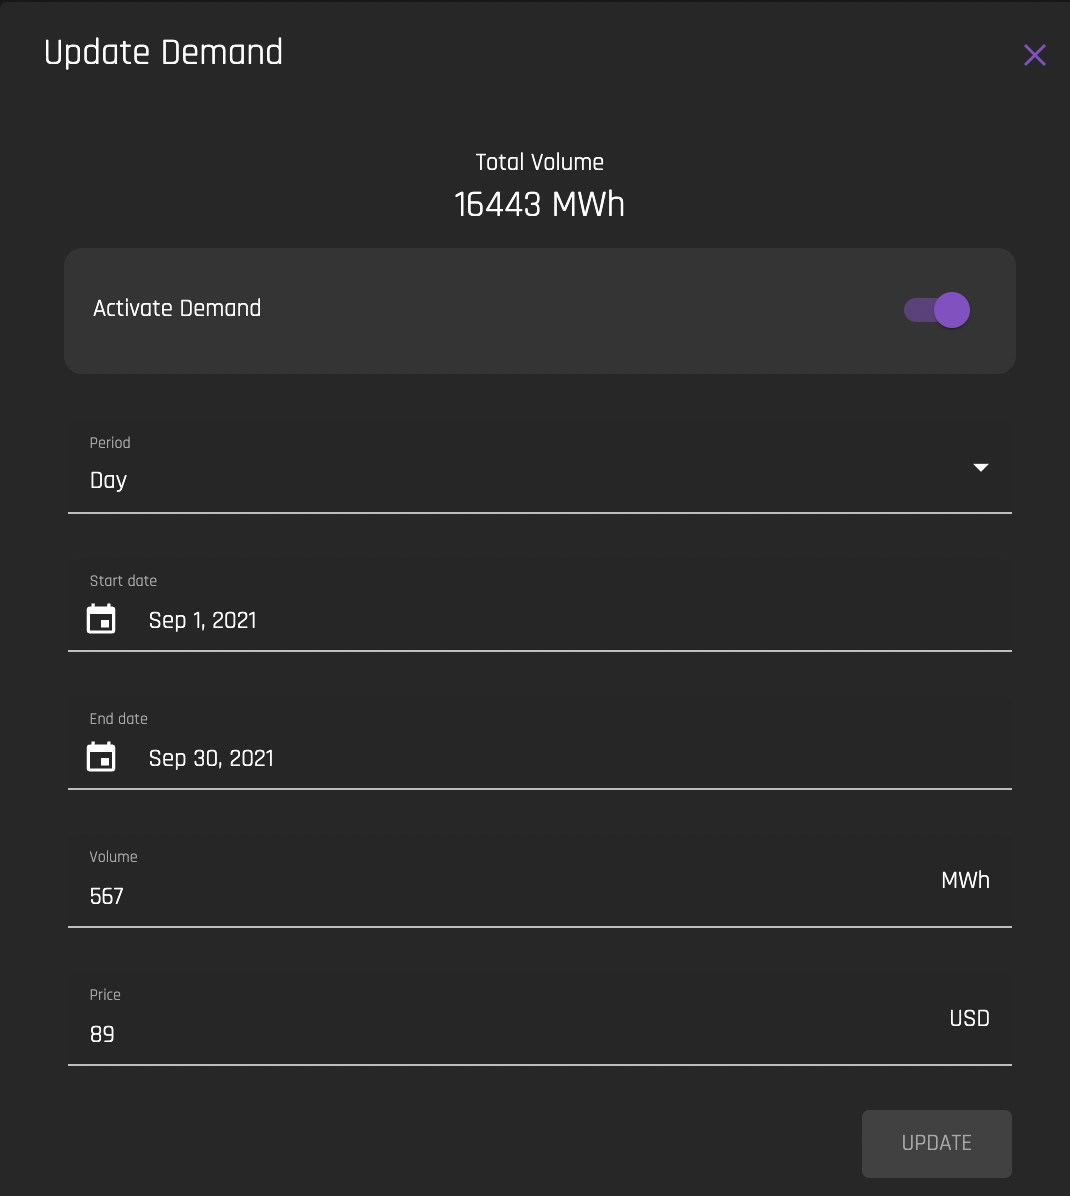 Update Demand
Total Volume
16443 MWh
Activate Demand
Period
Day
Start date
Sep 1, 2021
End date
Sep 30, 2021
Volume
567
MWh
Price
89
USD
UPDATE